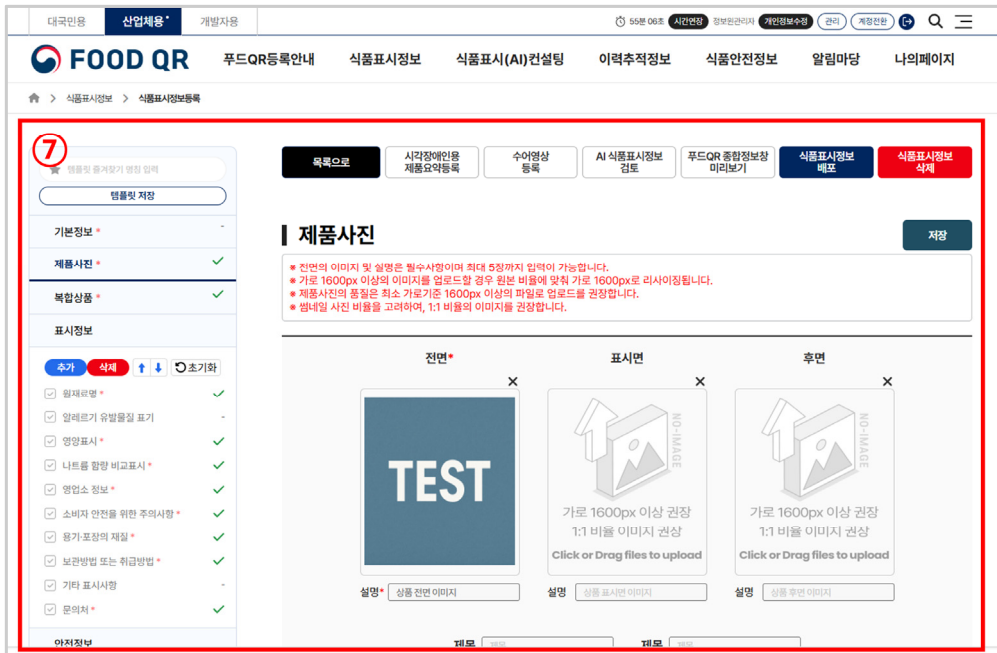 대국민용 산업체용 개발자용
55분 06초 시간연장 정보원관리자 개인정보수정 관리 계정전환
FOOD QR 푸드QR등록안내 식품표시정보 식품표시(AI)컨설팅 이력추적정보 식품안전정보 알림마당 나의페이지
> 식품표시정보 > 식품표시정보등록
⑦
템플릿 즐겨찾기 명칭 입력
템플릿 저장
기본정보 * -
제품사진 *
복합상품 *
표시정보
추가 삭제 초기화
원재료명 *
알레르기 유발물질 표기 -
영양표시 *
나트륨 함량 비교표시 *
영업소 정보 *
소비자 안전을 위한 주의사항 *
용기·포장의 재질 *
보관방법 또는 취급방법 *
기타 표시사항 -
문의처 *
안전정보
목록으로
시각장애인용
제품요약등록
수어영상
등록
AI 식품표시정보
검토
푸드QR 종합정보창
미리보기
식품표시정보
배포
식품표시정보
삭제
제품사진
저장
※ 전면의 이미지 및 설명은 필수사항이며 최대 5장까지 입력이 가능합니다.
※ 가로 1600px 이상의 이미지를 업로드할 경우 원본 비율에 맞춰 가로 1600px로 리사이징됩니다.
※ 제품사진의 품질은 최소 가로기준 1600px 이상의 파일로 업로드를 권장합니다.
※ 썸네일 사진 비율을 고려하여, 1:1 비율의 이미지를 권장합니다.
전면*
TEST
설명* 상품 전면 이미지
표시면
NO-IMAGE
가로 1600px 이상 권장
1:1 비율 이미지 권장
Click or Drag files to upload
설명 상품 표시면 이미지
후면
NO-IMAGE
가로 1600px 이상 권장
1:1 비율 이미지 권장
Click or Drag files to upload
설명 상품 후면 이미지
제목 제목 제목 제목